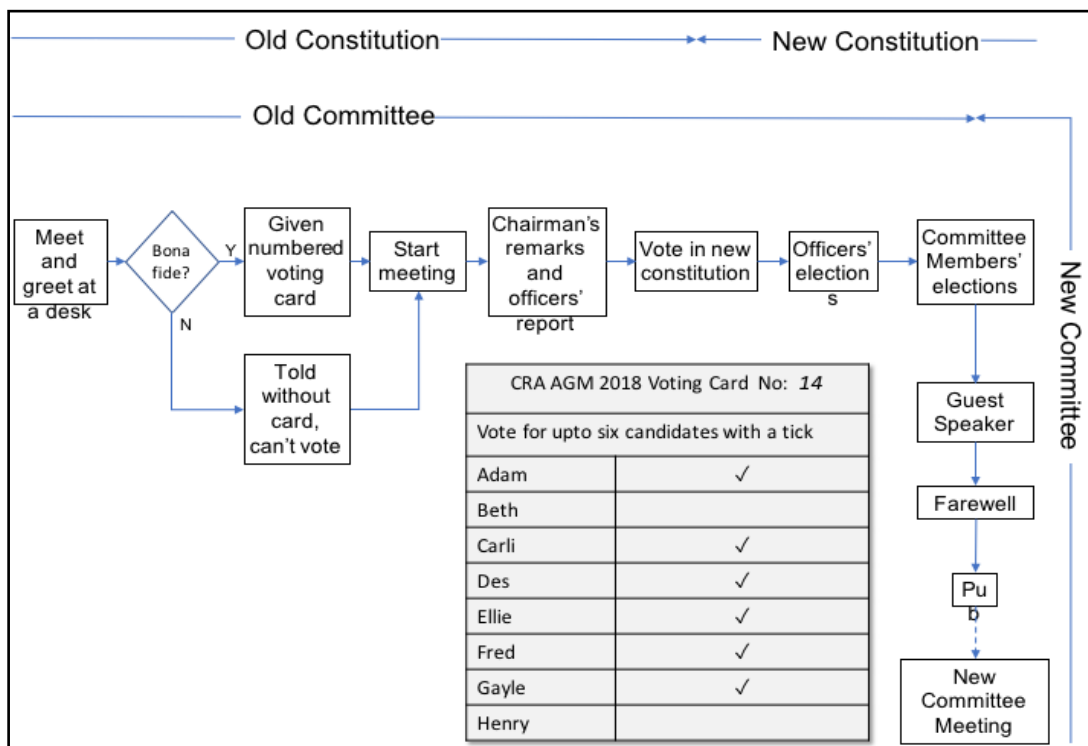 Old Constitution
New Constitution
Old Committee
New Committee
Meet
and
greet at
a desk
Bona
fide?
Y
N
Given
numbered
voting
card
Told
without
card,
can't vote
Start
meeting
Chairman's
remarks
and
officers'
report
Vote in new
constitution
Officers'
election
s
Committee
Members'
elections
Guest
Speaker
Farewell
Pu
b
New
Committee
Meeting
CRA AGM 2018 Voting Card No: 14
Vote for upto six candidates with a tick
Adam ✓
Beth
Carli ✓
Des ✓
Ellie ✓
Fred ✓
Gayle ✓
Henry